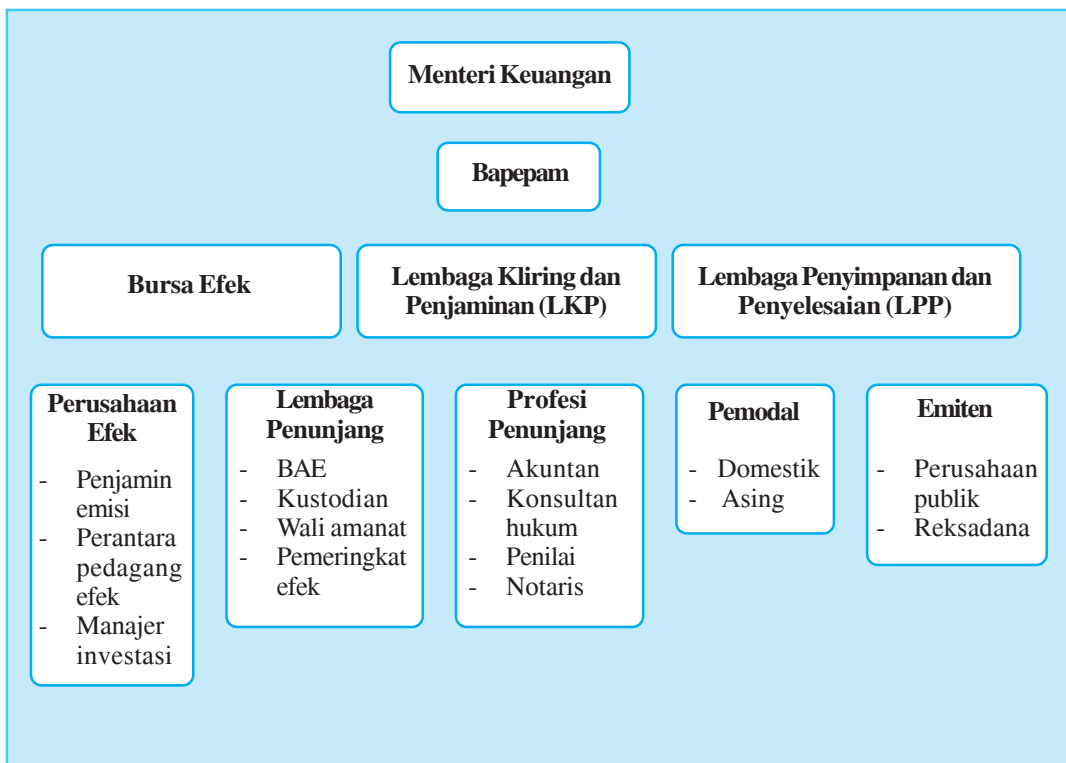 Menteri Keuangan
Bapepam
Bursa Efek
Lembaga Kliring dan
Penjaminan (LKP)
Lembaga Penyimpanan dan
Penyelesaian (LPP)
Perusahaan
Efek
- Penjamin
emisi
- Perantara
pedagang
efek
- Manajer
investasi
Lembaga
Penunjang
- BAE
- Kustodian
- Wali amanat
- Pemeringkat
efek
Profesi
Penunjang
- Akuntan
- Konsultan
hukum
- Penilai
- Notaris
Pemodal
- Domestik
- Asing
Emiten
- Perusahaan
publik
- Reksadana